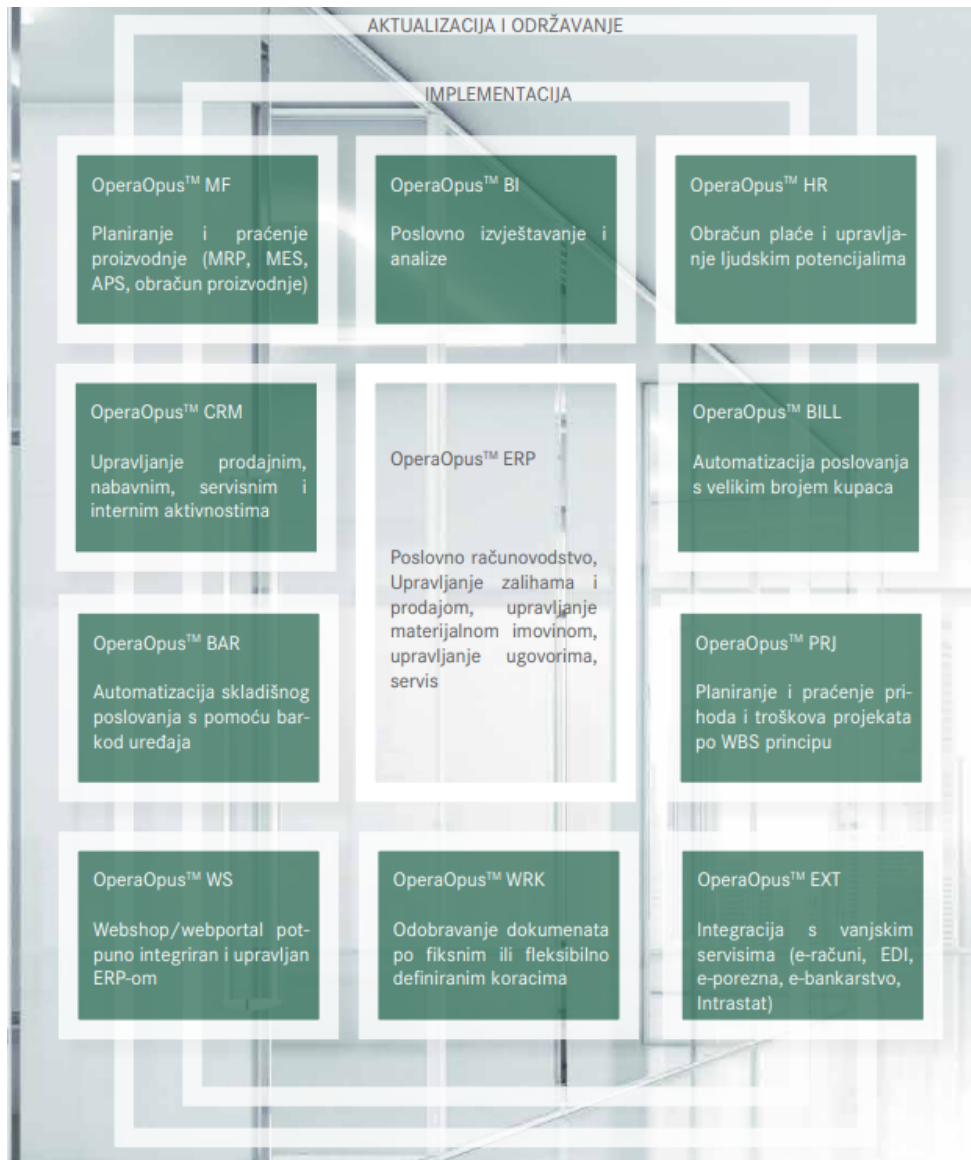 AKTUALIZACIJA I ODRŽAVANJE
IMPLEMENTACIJA
OperaOpus™ MF
Planiranje i praćenje
proizvodnje (MRP, MES,
APS, obračun proizvodnje)
OperaOpus™ BI
Poslovno izvještavanje i
analize
OperaOpus™ HR
Obračun plaće i upravlja-
nje ljudskim potencijalima
OperaOpus™ CRM
Upravljanje prodajnim,
nabavnim, servisnim i
internim aktivnostima
OperaOpus™ ERP
Poslovno računovodstvo,
Upravljanje zalihama i
prodajom, upravljanje
materijalnom imovinom,
upravljanje ugovorima,
servis
OperaOpus™ BILL
Automatizacija poslovanja
s velikim brojem kupaca
OperaOpus™ BAR
Automatizacija skladišnog
poslovanja s pomoću bar-
kod uređaja
OperaOpus™ PRJ
Planiranje i praćenje pri-
hoda i troškova projekata
po WBS principu
OperaOpus™ WS
Webshop/webportal pot-
puno integriran i upravljan
ERP-om
OperaOpus™ WRK
Odobravanje dokumenata
po fiksnim ili fleksibilno
definiranim koracima
OperaOpus™ EXT
Integracija s vanjskim
servisima (e-računi, EDI,
e-porezna, e-bankarstvo,
Intrastat)